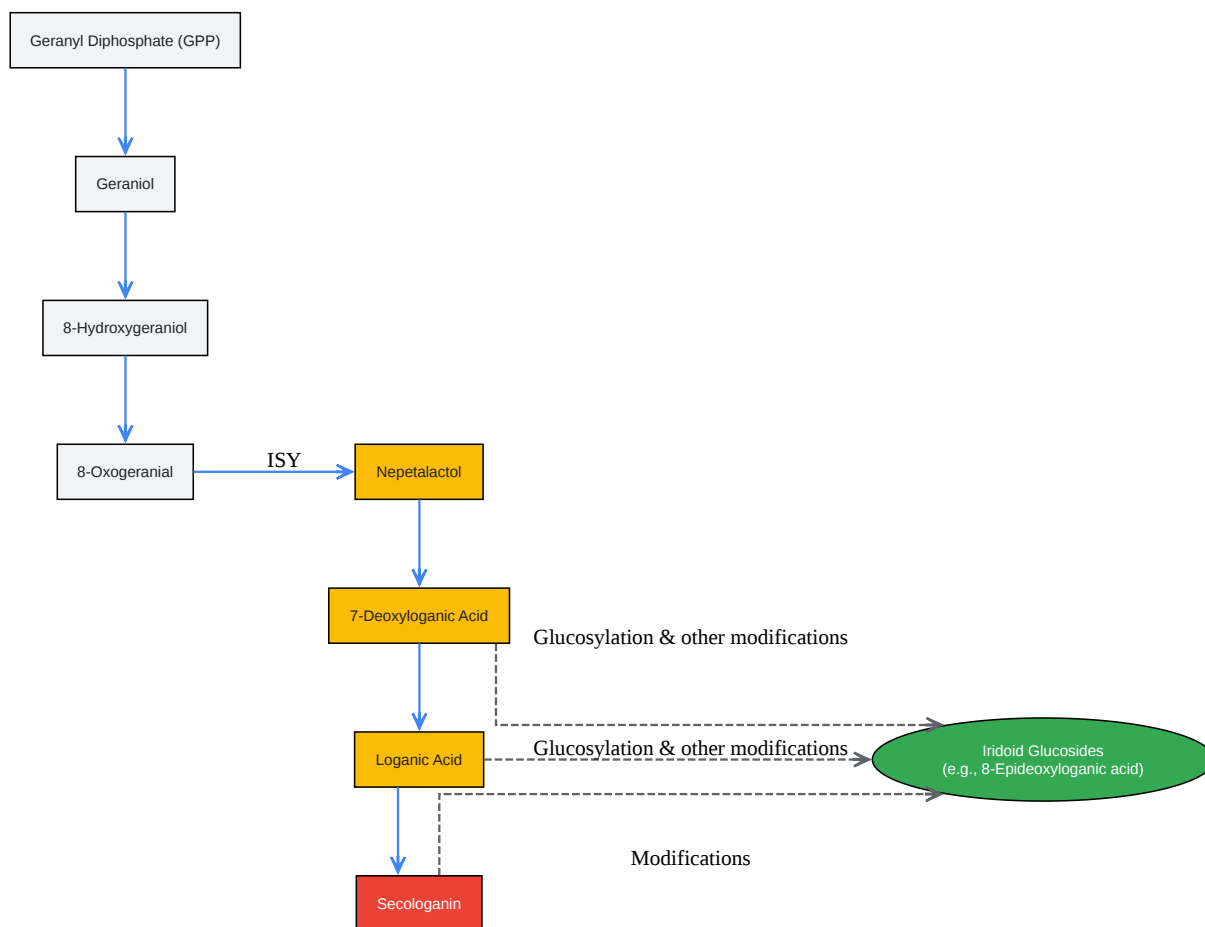 Geranyl Diphosphate (GPP)
Geraniol
8-Hydroxygeraniol
8-Oxogeranial
ISY
Nepetalactol
7-Deoxyloganic Acid
Glucosylation & other modifications
Loganic Acid
Glucosylation & other modifications
Iridoid Glucosides
(e.g., 8-Epideoxyloganic acid)
Modifications
Secologanin